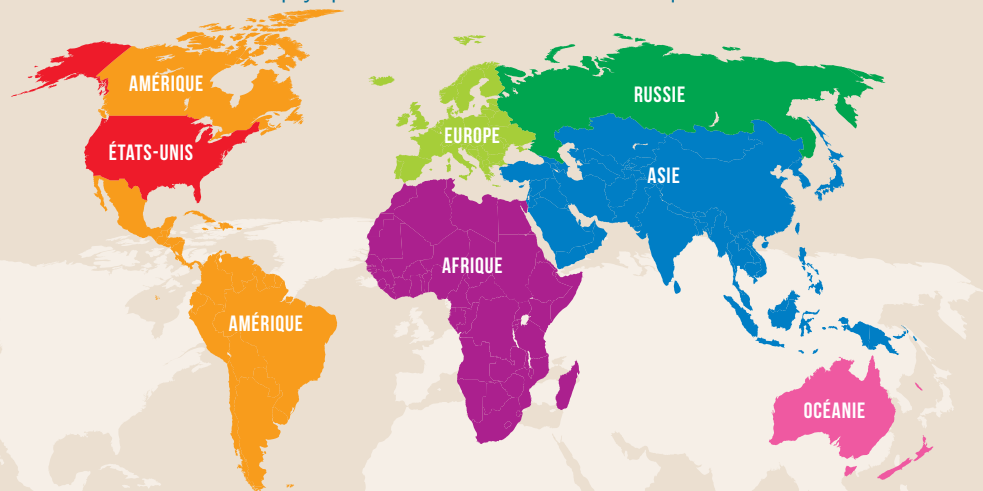 AMÉRIQUE
RUSSIE
EUROPE
ÉTATS-UNIS
ASIE
AFRIQUE
AMÉRIQUE
OCÉANIE